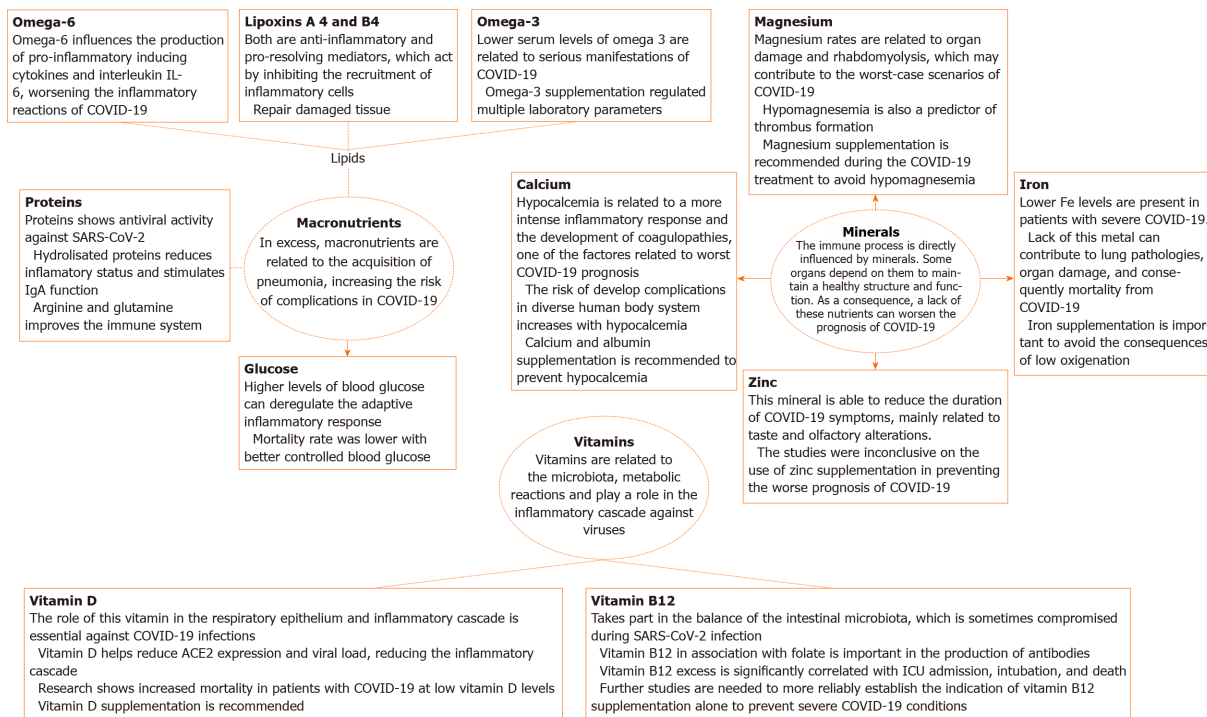 Omega-6
Omega-6 influences the production
of pro-inflammatory inducing
cytokines and interleukin IL-
6, worsening the inflammatory
reactions of COVID-19
Lipoxins A 4 and B4
Both are anti-inflammatory and
pro-resolving mediators, which act
by inhibiting the recruitment of
inflammatory cells
Repair damaged tissue
Omega-3
Lower serum levels of omega 3 are
related to serious manifestations of
COVID-19
Omega-3 supplementation regulated
multiple laboratory parameters
Lipids
Proteins
Proteins shows antiviral activity
against SARS-CoV-2
Hydrolisated proteins reduces
inflamatory status and stimulates
IgA function
Arginine and glutamine
improves the immune system
Macronutrients
In excess, macronutrients are
related to the acquisition of
pneumonia, increasing the risk
of complications in COVID-19
Glucose
Higher levels of blood glucose
can deregulate the adaptive
inflammatory response
Mortality rate was lower with
better controlled blood glucose
Magnesium
Magnesium rates are related to organ
damage and rhabdomyolysis, which may
contribute to the worst-case scenarios of
COVID-19
Hypomagnesemia is also a predictor of
thrombus formation
Magnesium supplementation is
recommended during the COVID-19
treatment to avoid hypomagnesemia
Calcium
Hypocalcemia is related to a more
intense inflammatory response and
the development of coagulopathies,
one of the factores related to worst
COVID-19 prognosis
The risk of develop complications
in diverse human body system
increases with hypocalcemia
Calcium and albumin
supplementation is recommended to
prevent hypocalcemia
Minerals
The immune process is directly
influenced by minerals. Some
organs depend on them to main-
tain a healthy structure and func-
tion. As a consequence, a lack of
these nutrients can worsen the
prognosis of COVID-19
Iron
Lower Fe levels are present in
patients with severe COVID-19.
Lack of this metal can
contribute to lung pathologies,
organ damage, and conse-
quently mortality from
COVID-19
Iron supplementation is impor-
tant to avoid the consequences
of low oxigenation
Zinc
This mineral is able to reduce the duration
of COVID-19 symptoms, mainly related to
taste and olfactory alterations.
The studies were inconclusive on the
use of zinc supplementation in preventing
the worse prognosis of COVID-19
Vitamins
Vitamins are related to
the microbiota, metabolic
reactions and play a role in the
inflammatory cascade against
viruses
Vitamin D
The role of this vitamin in the respiratory epithelium and inflammatory cascade is
essential against COVID-19 infections
Vitamin D helps reduce ACE2 expression and viral load, reducing the inflammatory
cascade
Research shows increased mortality in patients with COVID-19 at low vitamin D levels
Vitamin D supplementation is recommended
Vitamin B12
Takes part in the balance of the intestinal microbiota, which is sometimes compromised
during SARS-CoV-2 infection
Vitamin B12 in association with folate is important in the production of antibodies
Vitamin B12 excess is significantly correlated with ICU admission, intubation, and death
Further studies are needed to more reliably establish the indication of vitamin B12
supplementation alone to prevent severe COVID-19 conditions